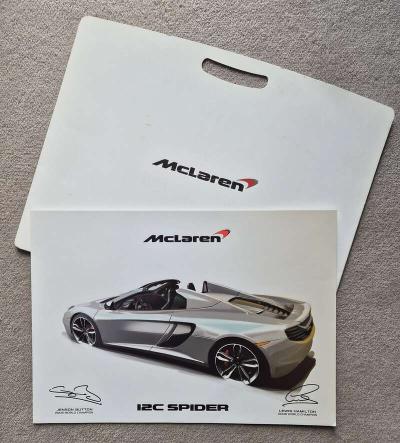 McLaren
McLaren
JENSON BUTTON
2009 WORLD CHAMPION
12C SPIDER
LEWIS HAMILTON
2008 WORLD CHAMPION